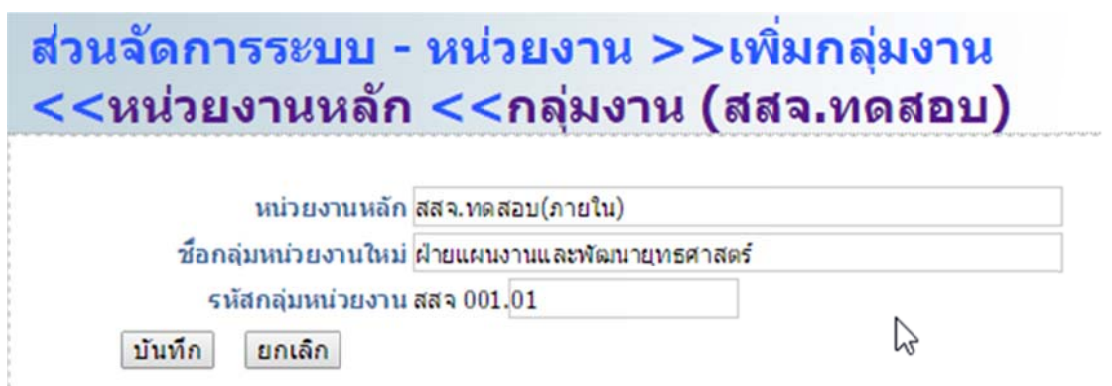 ส่วนจัดการระบบ - หน่วยงาน >>เพิ่มกลุ่มงาน
<<หน่วยงานหลัก <<กลุ่มงาน (สสจ.ทดสอบ)
หน่วยงานหลัก สสจ.ทดสอบ(ภายใน)
ชื่อกลุ่มหน่วยงานใหม่ ฝ่ายแผนงานและพัฒนายุทธศาสตร์
รหัสกลุ่มหน่วยงาน สสจ 001.01
บันทึก ยกเลิก